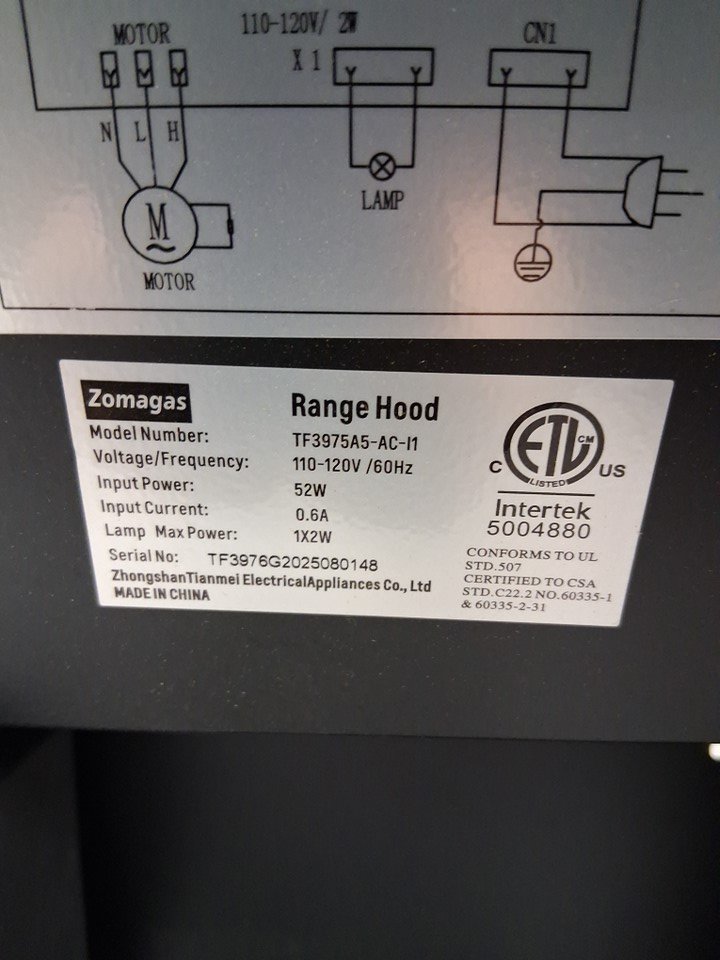 MOTOR
110-120V/ 2W
X 1
CN1
N L H
M
LAMP
MOTOR
Zomagas
Range Hood
Model Number: TF3975A5-AC-I1
Voltage/Frequency: 110-120V /60Hz
Input Power: 52W
Input Current: 0.6A
Lamp Max Power: 1X2W
Serial No: TF3976G2025080148
ZhongshanTianmei ElectricalAppliances Co., Ltd
MADE IN CHINA
ETL CM
LISTED
C US
Intertek
5004880
CONFORMS TO UL
STD.507
CERTIFIED TO CSA
STD.C22.2 NO.60335-1
& 60335-2-31